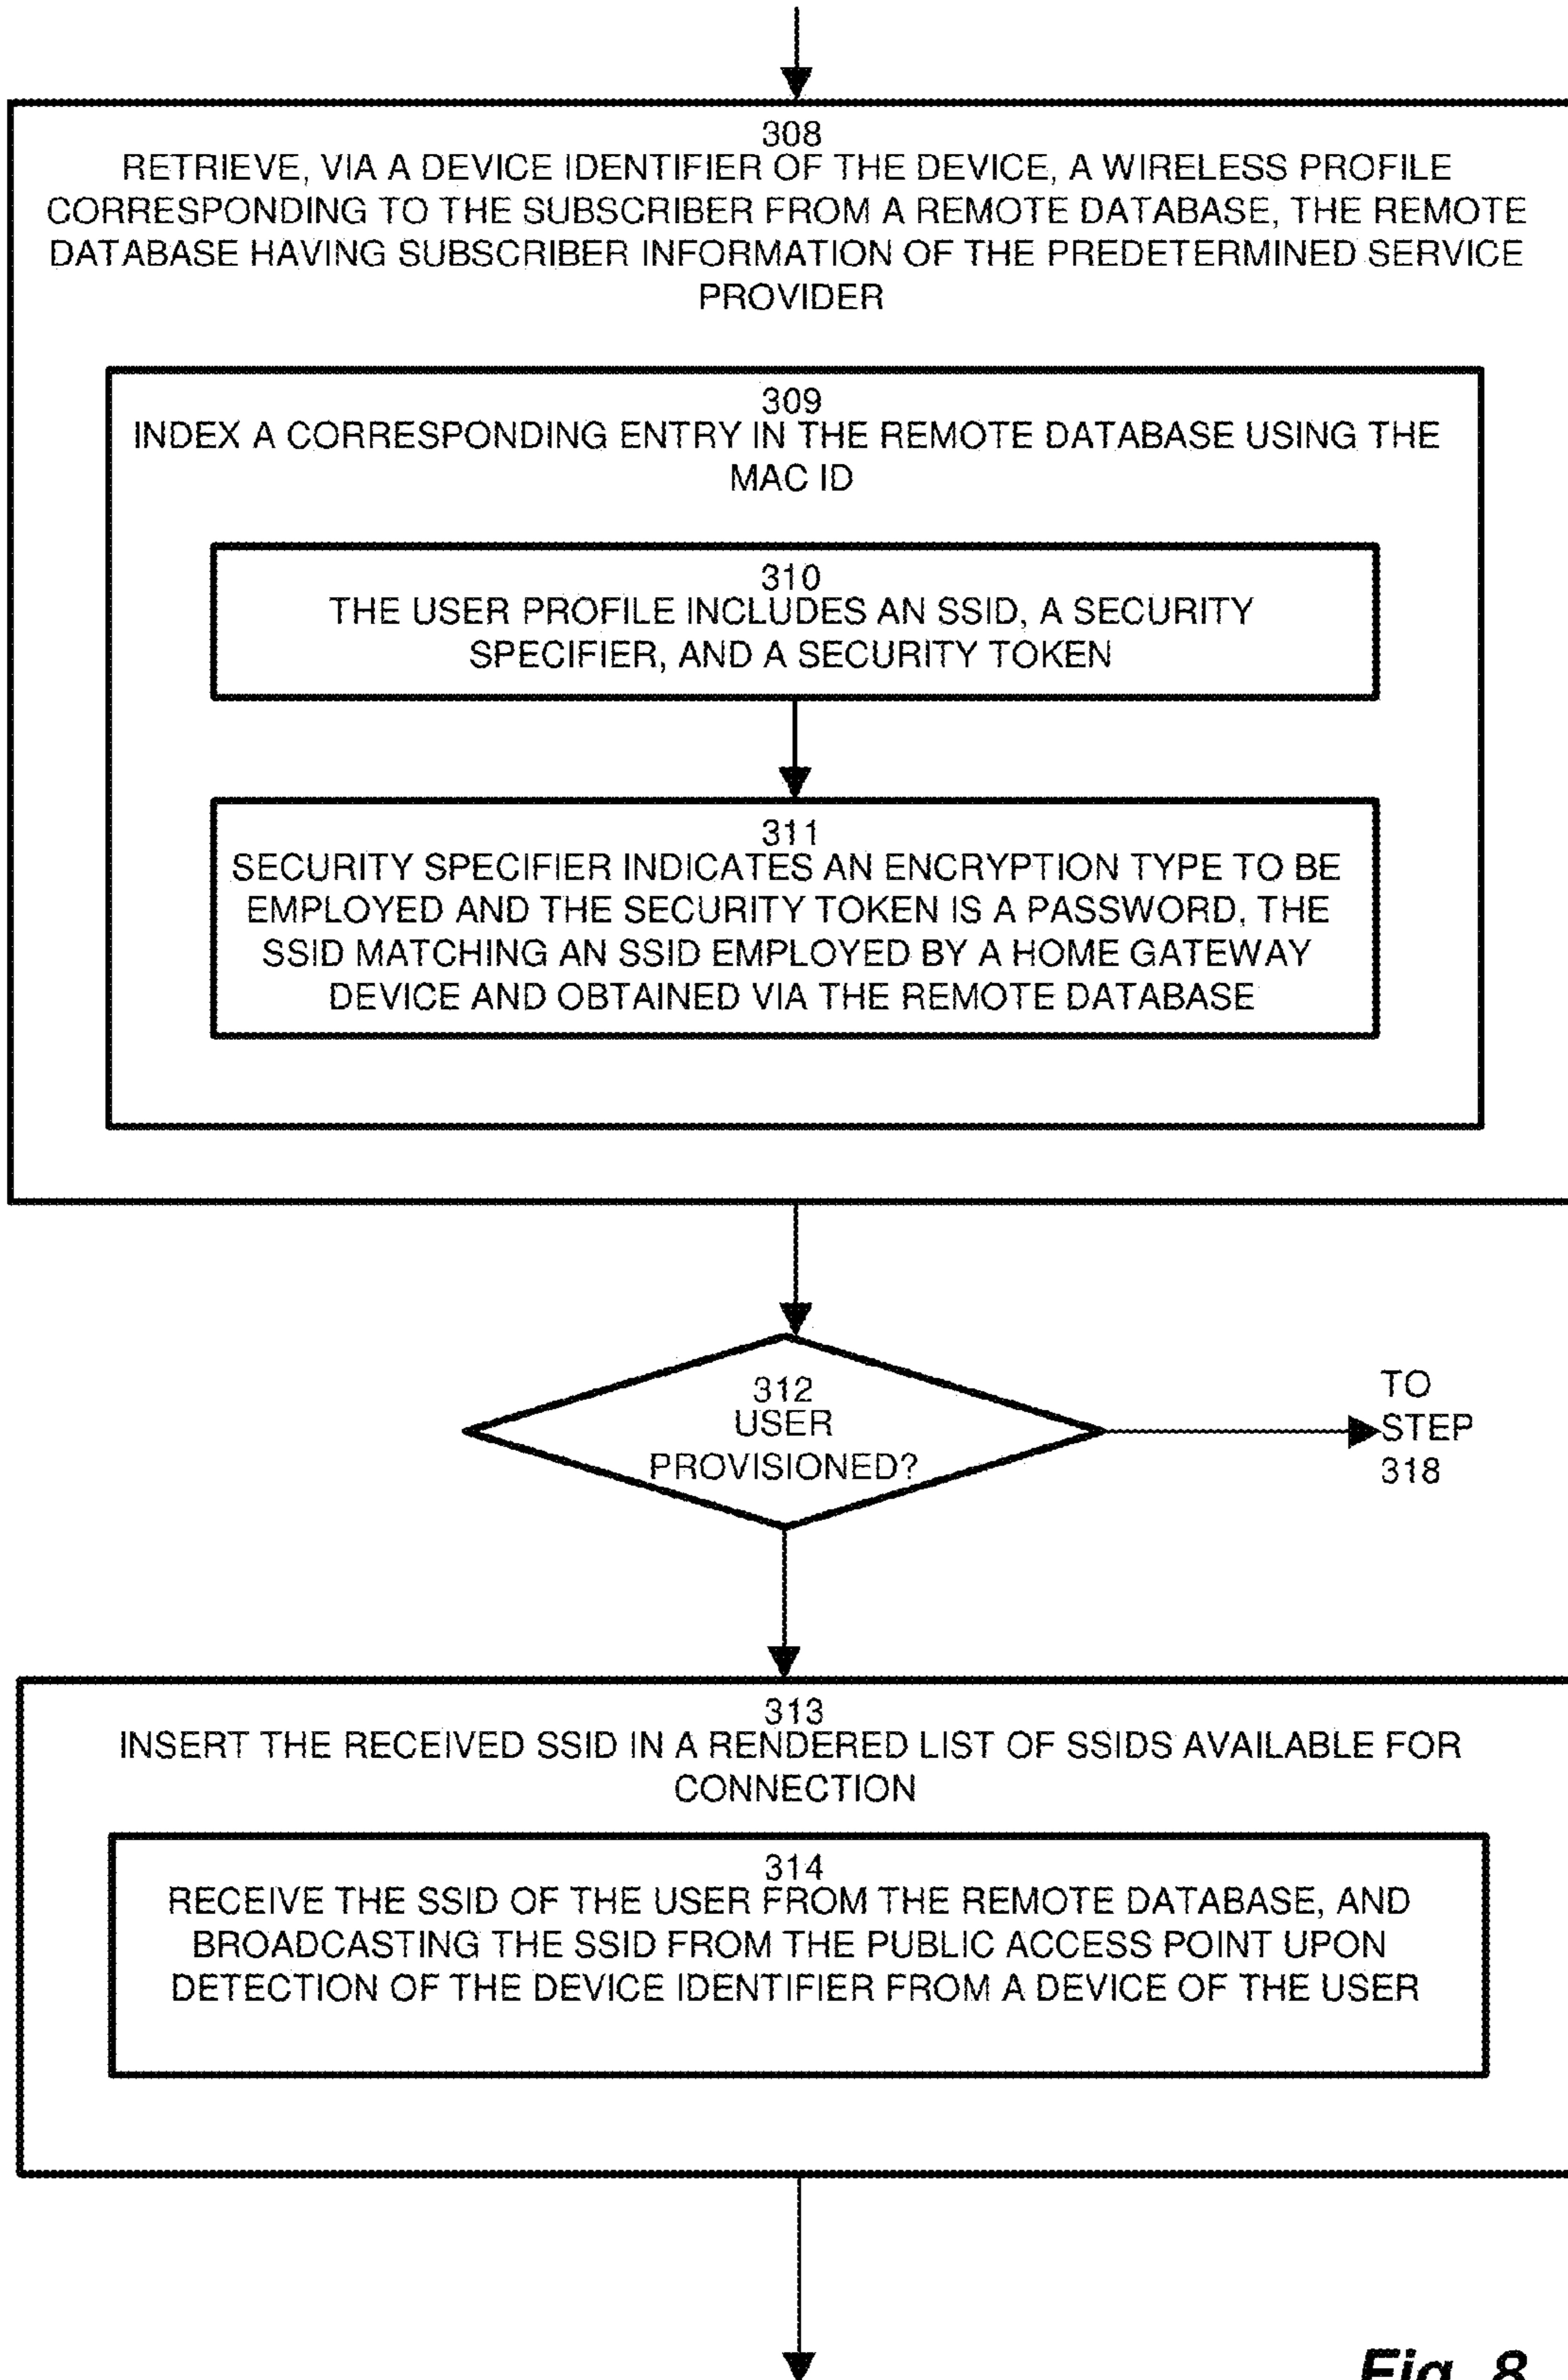 308
RETRIEVE, VIA A DEVICE IDENTIFIER OF THE DEVICE, A WIRELESS PROFILE
CORRESPONDING TO THE SUBSCRIBER FROM A REMOTE DATABASE, THE REMOTE
DATABASE HAVING SUBSCRIBER INFORMATION OF THE PREDETERMINED SERVICE
PROVIDER
309
INDEX A CORRESPONDING ENTRY IN THE REMOTE DATABASE USING THE
MAC ID
310
THE USER PROFILE INCLUDES AN SSID, A SECURITY
SPECIFIER, AND A SECURITY TOKEN
311
SECURITY SPECIFIER INDICATES AN ENCRYPTION TYPE TO BE
EMPLOYED AND THE SECURITY TOKEN IS A PASSWORD, THE
SSID MATCHING AN SSID EMPLOYED BY A HOME GATEWAY
DEVICE AND OBTAINED VIA THE REMOTE DATABASE
312
USER
PROVISIONED?
TO
STEP
318
313
INSERT THE RECEIVED SSID IN A RENDERED LIST OF SSIDS AVAILABLE FOR
CONNECTION
314
RECEIVE THE SSID OF THE USER FROM THE REMOTE DATABASE, AND
BROADCASTING THE SSID FROM THE PUBLIC ACCESS POINT UPON
DETECTION OF THE DEVICE IDENTIFIER FROM A DEVICE OF THE USER
Fig. 8